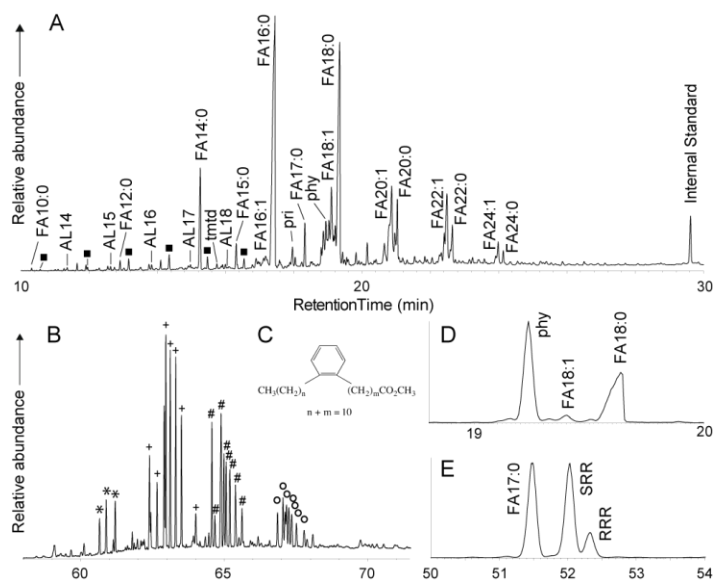 A
Relative abundance
FA10:0
AL14
AL15
FA12:0
AL16
AL17
FA14:0
tmtd
AL18
FA15:0
FA16:1
FA16:0
pri
FA17:0
phy
FA18:1
FA18:0
FA20:1
FA20:0
FA22:1
FA22:0
FA24:1
FA24:0
Internal Standard
10 20 30
RetentionTime (min)
B
Relative abundance
* * *
+ + + + + + + +
# # # # # # # #
60 65 70
C
CH3(CH2)n (CH2)mCO2CH3
n + m = 10
D
phy
FA18:1
FA18:0
19 20
E
FA17:0
SRR
RRR
50 51 52 53 54